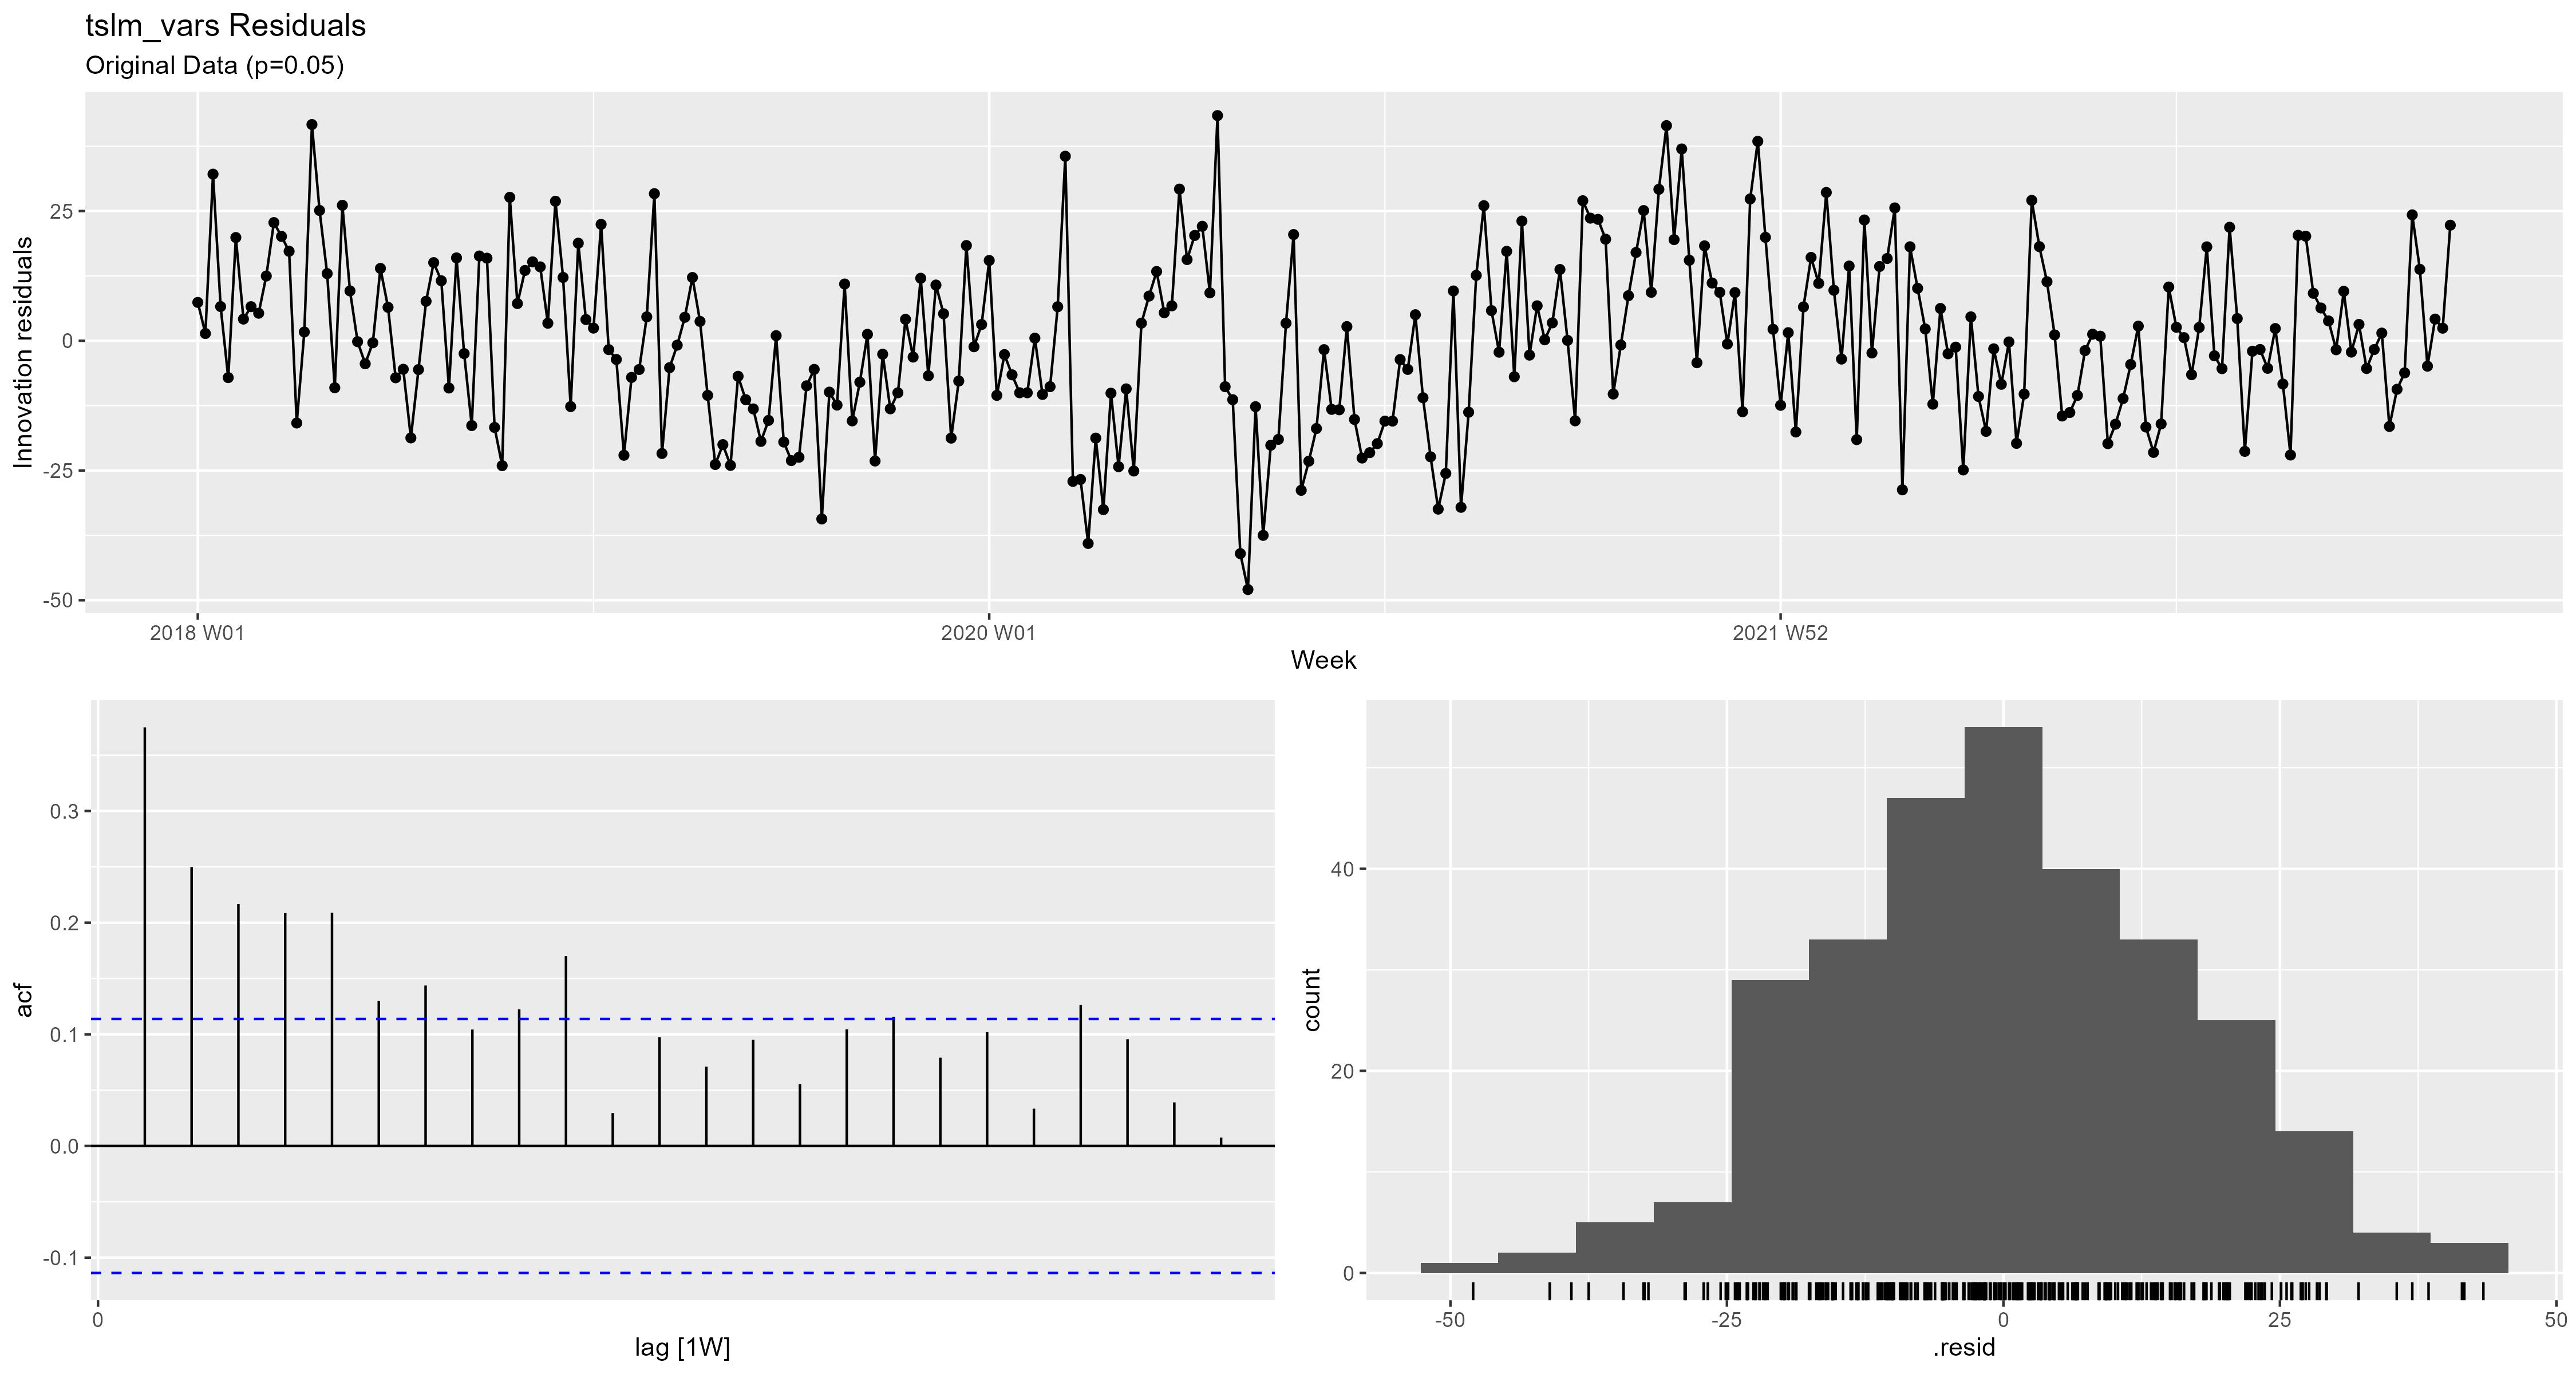 tslm_vars Residuals
Original Data (p=0.05)
Innovation residuals
25
0
-25
-50
2018 W01
2020 W01
2021 W52
Week
acf
0.3
0.2
0.1
0.0
-0.1
0
lag [1W]
count
40
20
0
-50
-25
0
25
50
.resid